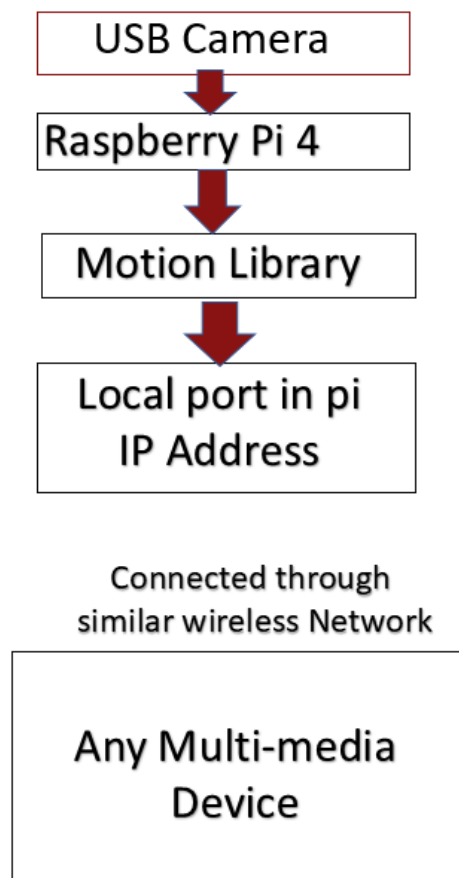 USB Camera
Raspberry Pi 4
Motion Library
Local port in pi
IP Address
Connected through
similar wireless Network
Any Multi-media
Device